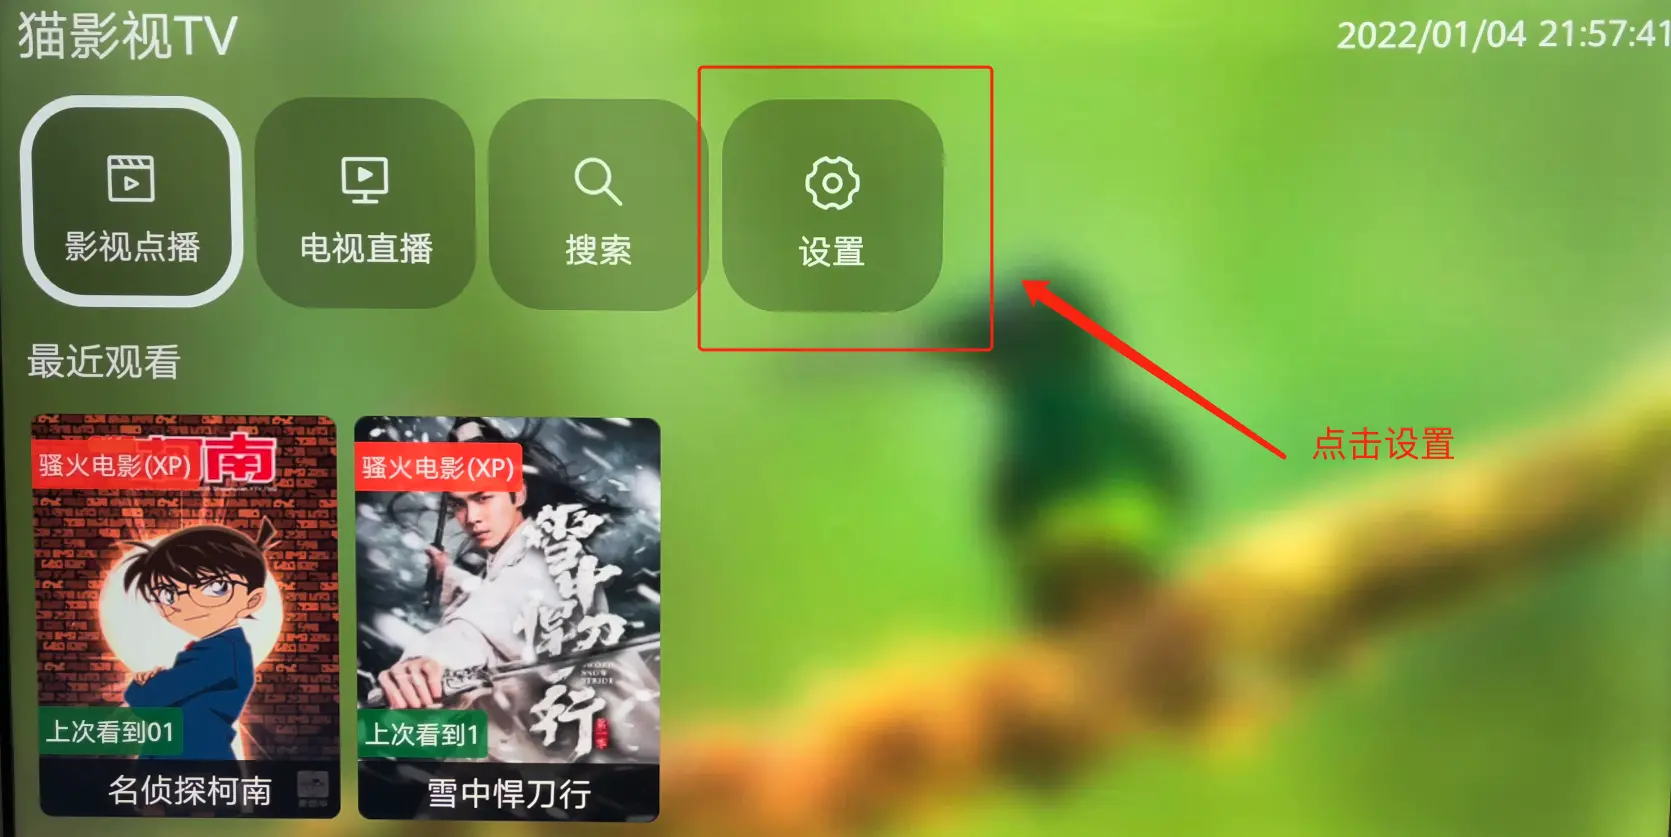 猫影视TV
2022/01/04 21:57:41
影视点播
电视直播
搜索
设置
最近观看
点击设置
骚火电影(XP)
柯南
上次看到01
名侦探柯南
骚火电影(XP)
雪中悍刀行
SWORD
SNOW
STRIDE
上次看到1
雪中悍刀行